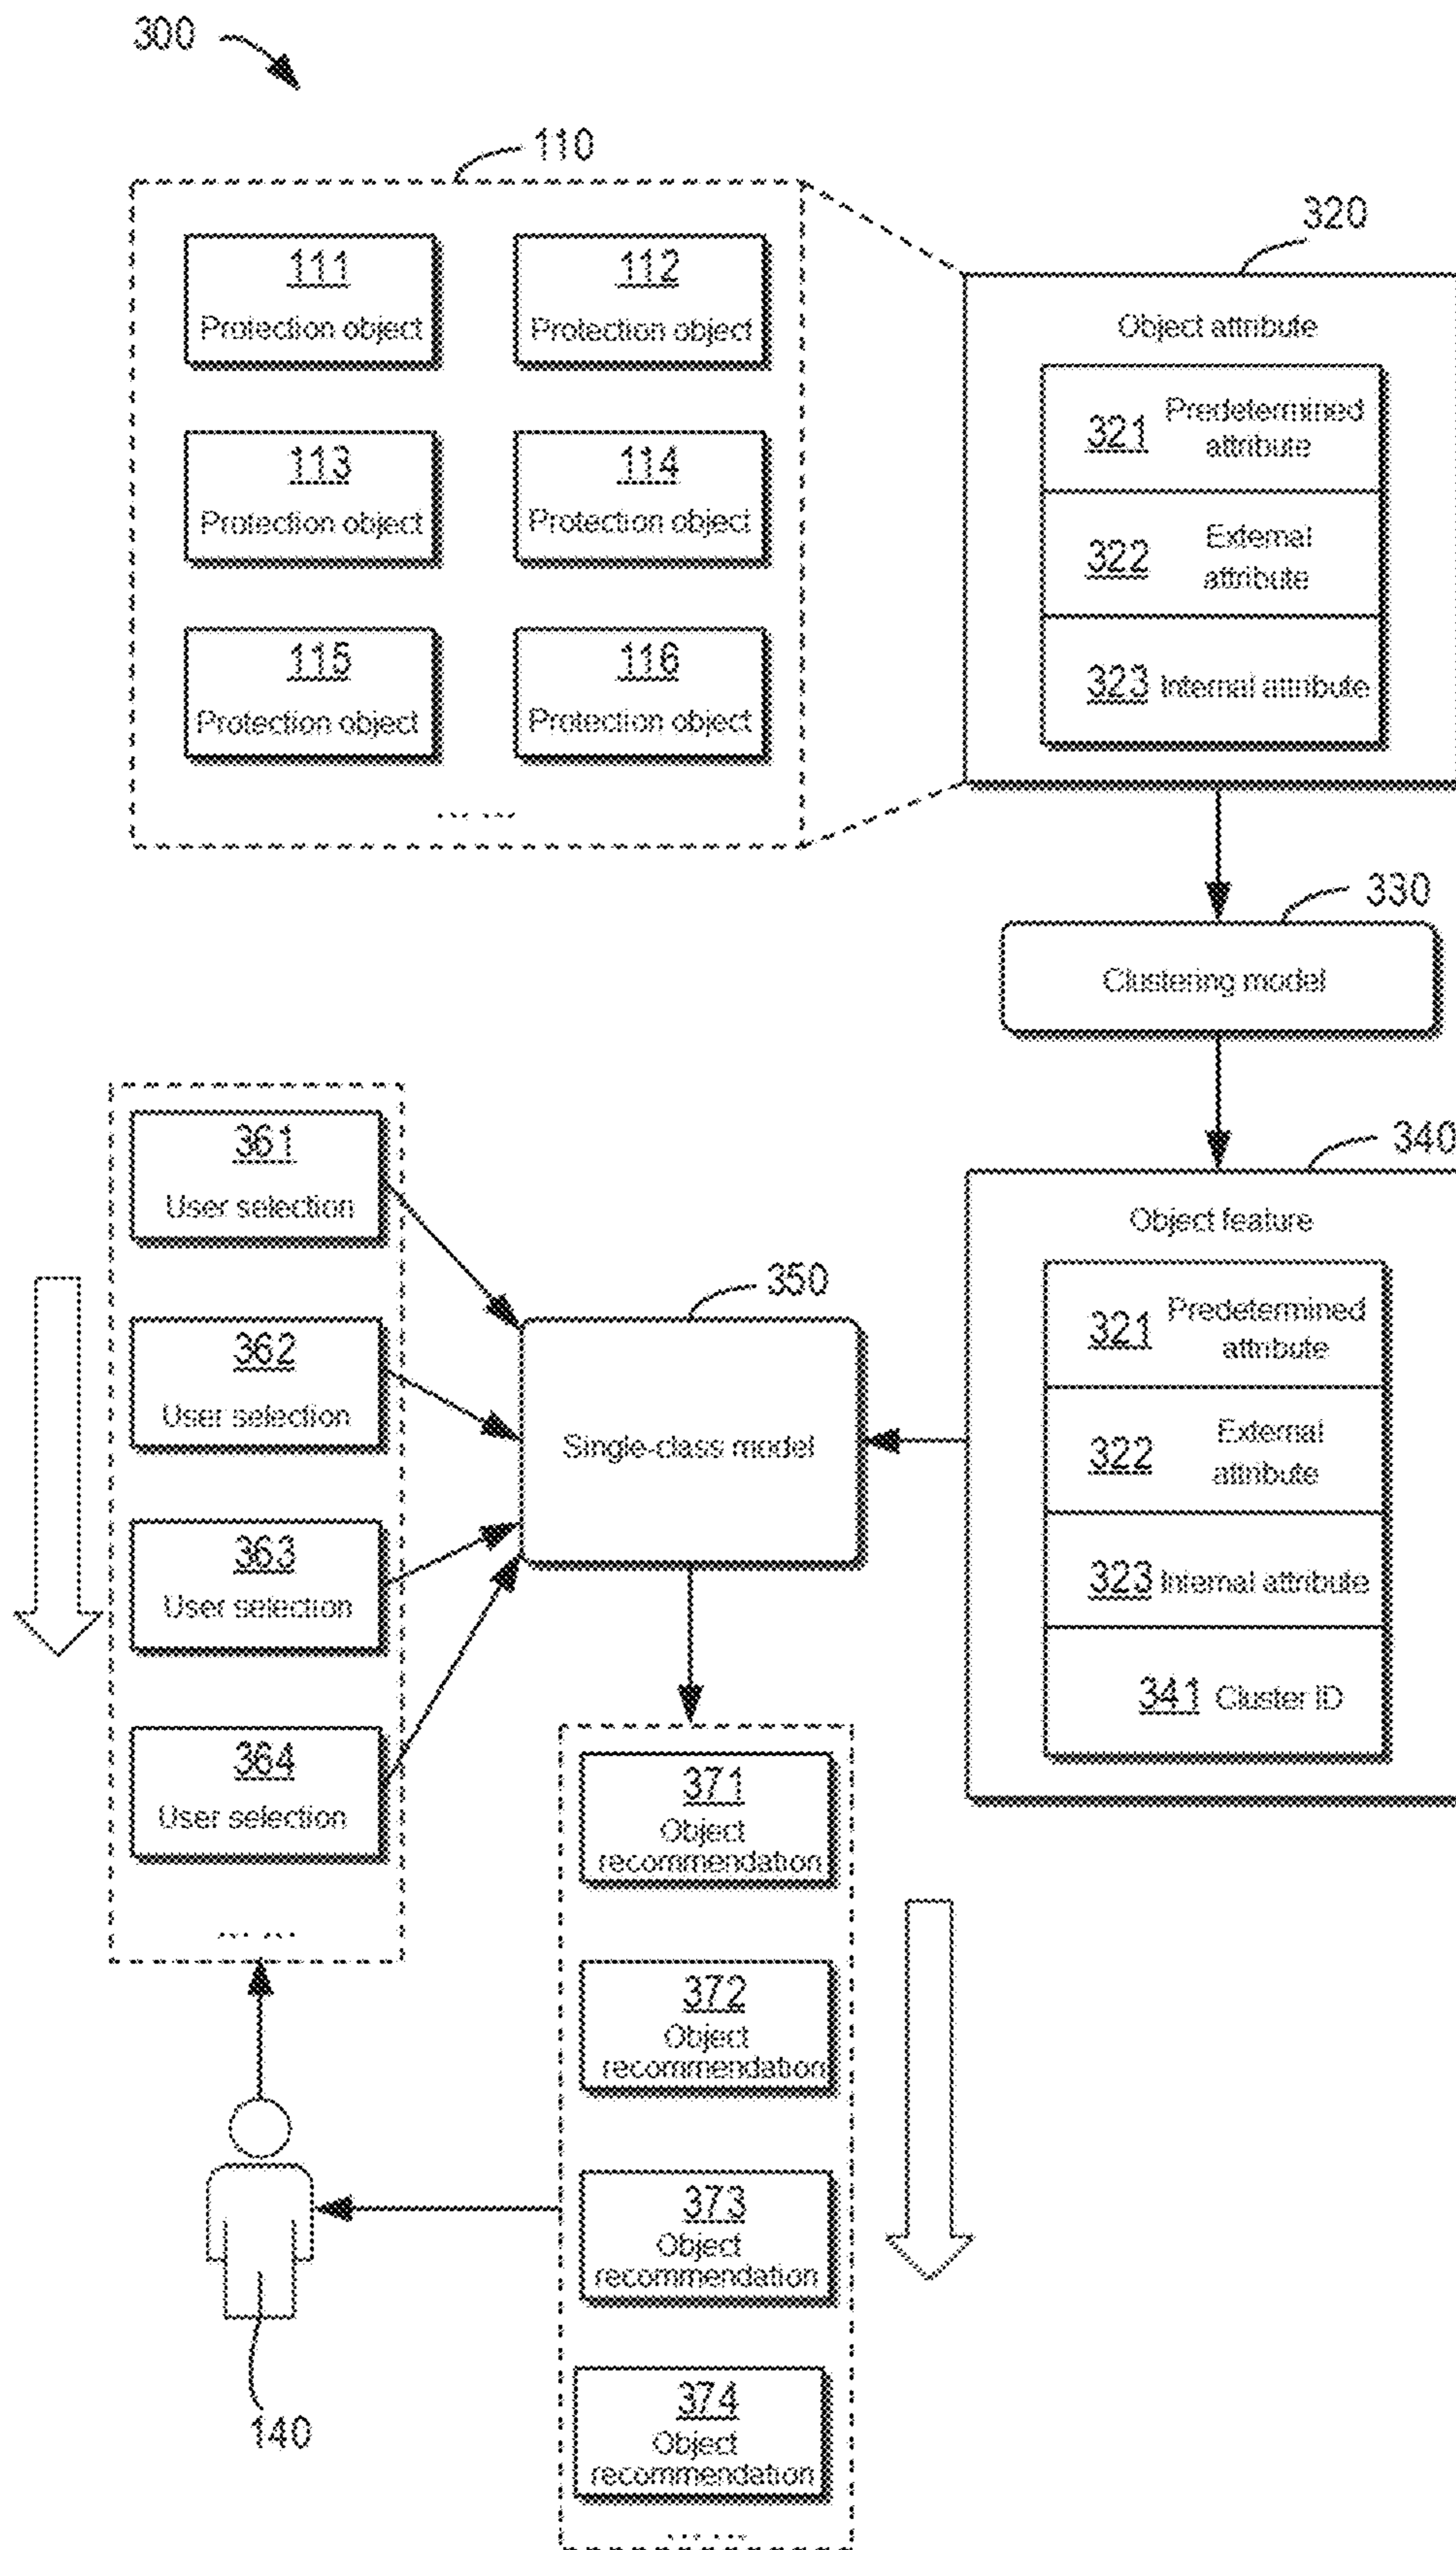 300
110
111
Protection object
112
Protection object
113
Protection object
114
Protection object
115
Protection object
116
Protection object
... ...
320
Object attribute
321 Predetermined
attribute
322 External
attribute
323 Internal attribute
330
Clustering model
340
Object feature
321 Predetermined
attribute
322 External
attribute
323 Internal attribute
341 Cluster ID
350
Single-class model
361
User selection
362
User selection
363
User selection
364
User selection
... ...
371
Object
recommendation
372
Object
recommendation
373
Object
recommendation
374
Object
recommendation
... ...
140